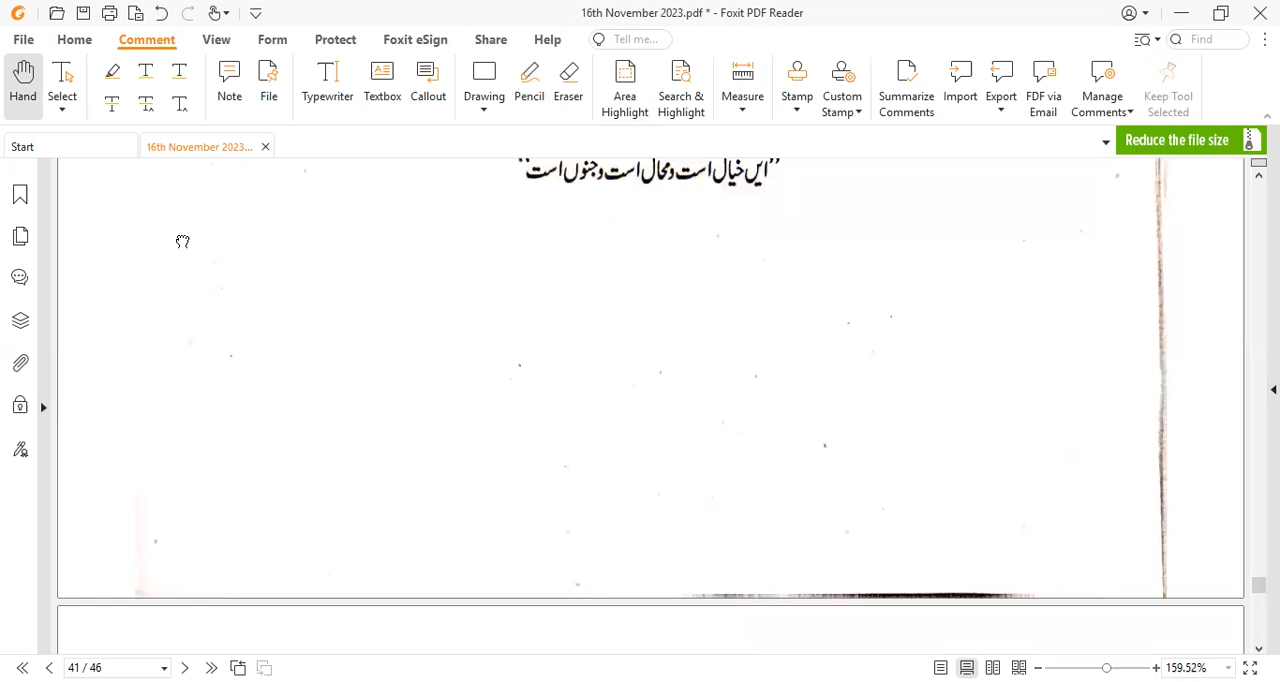 16th November 2023.pdf * - Foxit PDF Reader
File Home Comment View Form Protect Foxit eSign Share Help Tell me... Find
Hand Select Note File Typewriter Textbox Callout Drawing Pencil Eraser Area Highlight Search & Highlight Measure Stamp Custom Stamp Summarize Comments Import Export FDF via Email Manage Comments Keep Tool Selected
Start 16th November 2023... Reduce the file size
”ایں خیال است و محال است و جنوں است“
41 / 46 159.52%